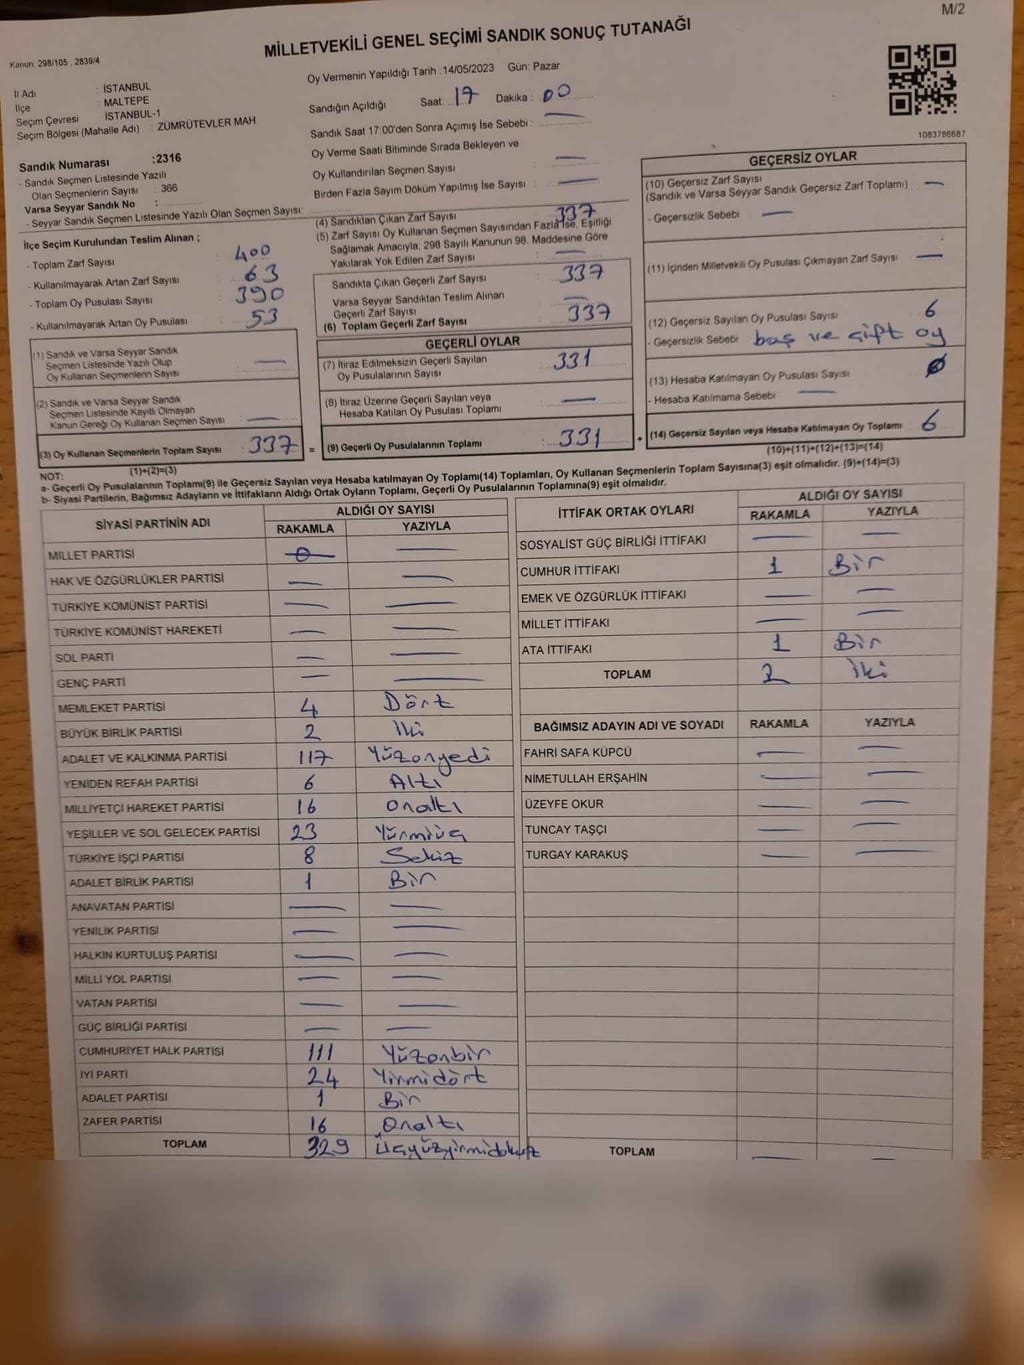 M/2
MİLLETVEKİLİ GENEL SEÇİMİ SANDIK SONUÇ TUTANAĞI
Kanun; 298/105 , 2839/4
İl Adı : İSTANBUL
İlçe MALTEPE
Seçim Çevresi İSTANBUL-1
Seçim Bölgesi (Mahalle Adı) : ZÜMRÜTEVLER MAH
Sandık Numarası :2316
- Sandık Seçmen Listesinde Yazılı
Olan Seçmenlerin Sayısı : 366
Varsa Seyyar Sandık No :
- Seyyar Sandık Seçmen Listesinde Yazılı Olan Seçmen Sayısı
Oy Vermenin Yapıldığı Tarih : 14/05/2023 Gün: Pazar
Sandığın Açıldığı Saat: 17 Dakika : 00
Sandık Saat 17:00'den Sonra Açımış İse Sebebi : —
Oy Verme Saati Bitiminde Sırada Bekleyen ve
Oy Kullandırılan Seçmen Sayısı : —
Birden Fazla Sayım Döküm Yapılmış İse Sayısı : —
1083786687
İlçe Seçim Kurulundan Teslim Alınan ;
- Toplam Zarf Sayısı : 400
- Kullanılmayarak Artan Zarf Sayısı : 63
- Toplam Oy Pusulası Sayısı : 390
- Kullanılmayarak Artan Oy Pusulası : 53
(1) Sandık ve Varsa Seyyar Sandık
Seçmen Listesinde Yazılı Olup
Oy Kullanan Seçmenlerin Sayısı : —
(2) Sandık ve Varsa Seyyar Sandık
Seçmen Listesinde Kayıtlı Olmayan
Kanun Gereği Oy Kullanan Seçmen Sayısı : —
(3) Oy Kullanan Seçmenlerin Toplam Sayısı : 337 =
(1)+(2)=(3)
(4) Sandıktan Çıkan Zarf Sayısı : 337
(5) Zarf Sayısı Oy Kullanan Seçmen Sayısından Fazla İse, Eşitliği
Sağlamak Amacıyla, 298 Sayılı Kanunun 98. Maddesine Göre
Yakılarak Yok Edilen Zarf Sayısı : —
Sandıkta Çıkan Geçerli Zarf Sayısı : 337
Varsa Seyyar Sandıktan Teslim Alınan
Geçerli Zarf Sayısı : —
(6) Toplam Geçerli Zarf Sayısı : 337
GEÇERLİ OYLAR
(7) İtiraz Edilmeksizin Geçerli Sayılan
Oy Pusulalarının Sayısı : 331
(8) İtiraz Üzerine Geçerli Sayılan veya
Hesaba Katılan Oy Pusulası Toplamı : —
(9) Geçerli Oy Pusulalarının Toplamı : 331 +
GEÇERSİZ OYLAR
(10) Geçersiz Zarf Sayısı
(Sandık ve Varsa Seyyar Sandık Geçersiz Zarf Toplamı) : —
- Geçersizlik Sebebi : —
(11) İçinden Milletvekili Oy Pusulası Çıkmayan Zarf Sayısı : —
(12) Geçersiz Sayılan Oy Pusulası Sayısı : 6
- Geçersizlik Sebebi : boş ve çift oy
(13) Hesaba Katılmayan Oy Pusulası Sayısı : 0
- Hesaba Katılmama Sebebi : —
(14) Geçersiz Sayılan veya Hesaba Katılmayan Oy Toplamı : 6
(10)+(11)+(12)+(13)=(14)
NOT:
a- Geçerli Oy Pusulalarının Toplamı(9) ile Geçersiz Sayılan veya Hesaba katılmayan Oy Toplamı(14) Toplamları, Oy Kullanan Seçmenlerin Toplam Sayısına(3) eşit olmalıdır. (9)+(14)=(3)
b- Siyasi Partilerin, Bağımsız Adayların ve İttifakların Aldığı Ortak Oyların Toplamı, Geçerli Oy Pusulalarının Toplamına(9) eşit olmalıdır.
SİYASİ PARTİNİN ADI ALDIĞI OY SAYISI
RAKAMLA YAZIYLA
MİLLET PARTİSİ 0 —
HAK VE ÖZGÜRLÜKLER PARTİSİ — —
TÜRKİYE KOMÜNİST PARTİSİ — —
TÜRKİYE KOMÜNİST HAREKETİ — —
SOL PARTİ — —
GENÇ PARTİ — —
MEMLEKET PARTİSİ 4 Dört
BÜYÜK BİRLİK PARTİSİ 2 İki
ADALET VE KALKINMA PARTİSİ 117 Yüzonyedi
YENİDEN REFAH PARTİSİ 6 Altı
MİLLİYETÇİ HAREKET PARTİSİ 16 Onaltı
YEŞİLLER VE SOL GELECEK PARTİSİ 23 Yürmiüç
TÜRKİYE İŞÇİ PARTİSİ 8 Sekiz
ADALET BİRLİK PARTİSİ 1 Bir
ANAVATAN PARTİSİ — —
YENİLİK PARTİSİ — —
HALKIN KURTULUŞ PARTİSİ — —
MİLLİ YOL PARTİSİ — —
VATAN PARTİSİ — —
GÜÇ BİRLİĞİ PARTİSİ — —
CUMHURİYET HALK PARTİSİ 111 Yüzonbir
İYİ PARTİ 24 Yirmidört
ADALET PARTİSİ 1 Bir
ZAFER PARTİSİ 16 Onaltı
TOPLAM 329 Üçyüzyirmidokuz
İTTİFAK ORTAK OYLARI ALDIĞI OY SAYISI
RAKAMLA YAZIYLA
SOSYALİST GÜÇ BİRLİĞİ İTTİFAKI — —
CUMHUR İTTİFAKI 1 Bir
EMEK VE ÖZGÜRLÜK İTTİFAKI — —
MİLLET İTTİFAKI — —
ATA İTTİFAKI 1 Bir
TOPLAM 2 İki
BAĞIMSIZ ADAYIN ADI VE SOYADI RAKAMLA YAZIYLA
FAHRİ SAFA KÜPCÜ — —
NİMETULLAH ERŞAHİN — —
ÜZEYFE OKUR — —
TUNCAY TAŞÇI — —
TURGAY KARAKUŞ — —
TOPLAM — —